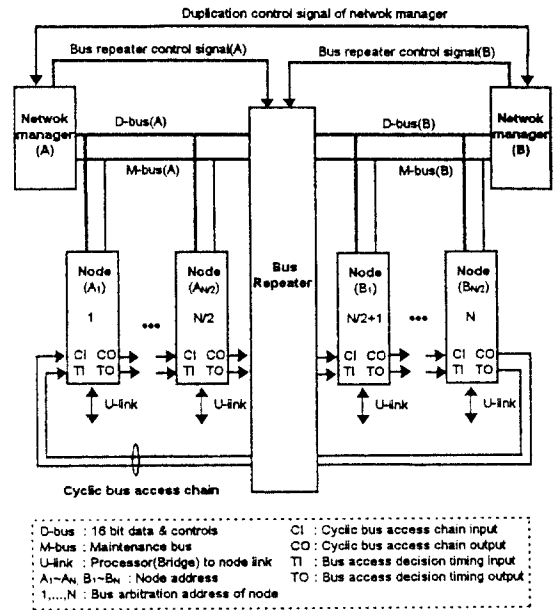 Duplication control signal of netwok manager
Bus repeater control signal(A)
Bus repeater control signal(B)
Netwok
manager
(A)
D-bus(A)
M-bus(A)
D-bus(B)
M-bus(B)
Netwok
manager
(B)
Node
(A1)
1
CI CO
TI TO
Node
(AN/2)
N/2
CI CO
TI TO
Bus
Repeater
Node
(B1)
N/2+1
CI CO
TI TO
Node
(BN/2)
N
CI CO
TI TO
•••
•••
U-link
U-link
U-link
U-link
Cyclic bus access chain
D-bus : 16 bit data & controls
M-bus : Maintenance bus
U-link : Processor(Bridge) to node link
A1~AN, B1~BN : Node address
1,....,N : Bus arbitration address of node
CI : Cyclic bus access chain input
CO : Cyclic bus access chain output
TI : Bus access decision timing input
TO : Bus access decision timing output